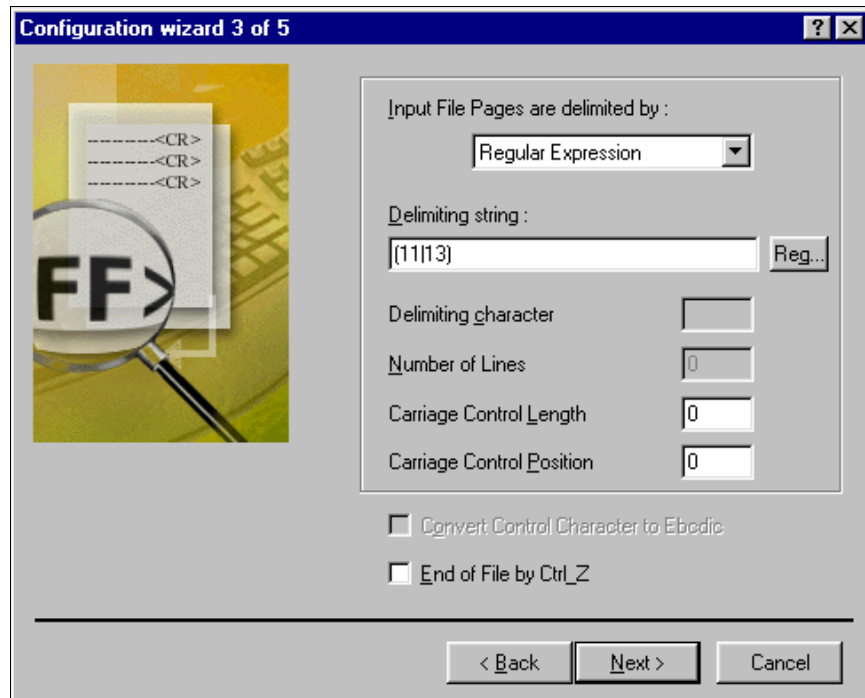 Configuration wizard 3 of 5
---------<CR>
---------<CR>
---------<CR>
FF>
Input File Pages are delimited by :
Regular Expression
Delimiting string :
(11|13)
Reg...
Delimiting character
Number of Lines
0
Carriage Control Length
0
Carriage Control Position
0
Convert Control Character to Ebcdic
End of File by Ctrl_Z
< Back
Next >
Cancel